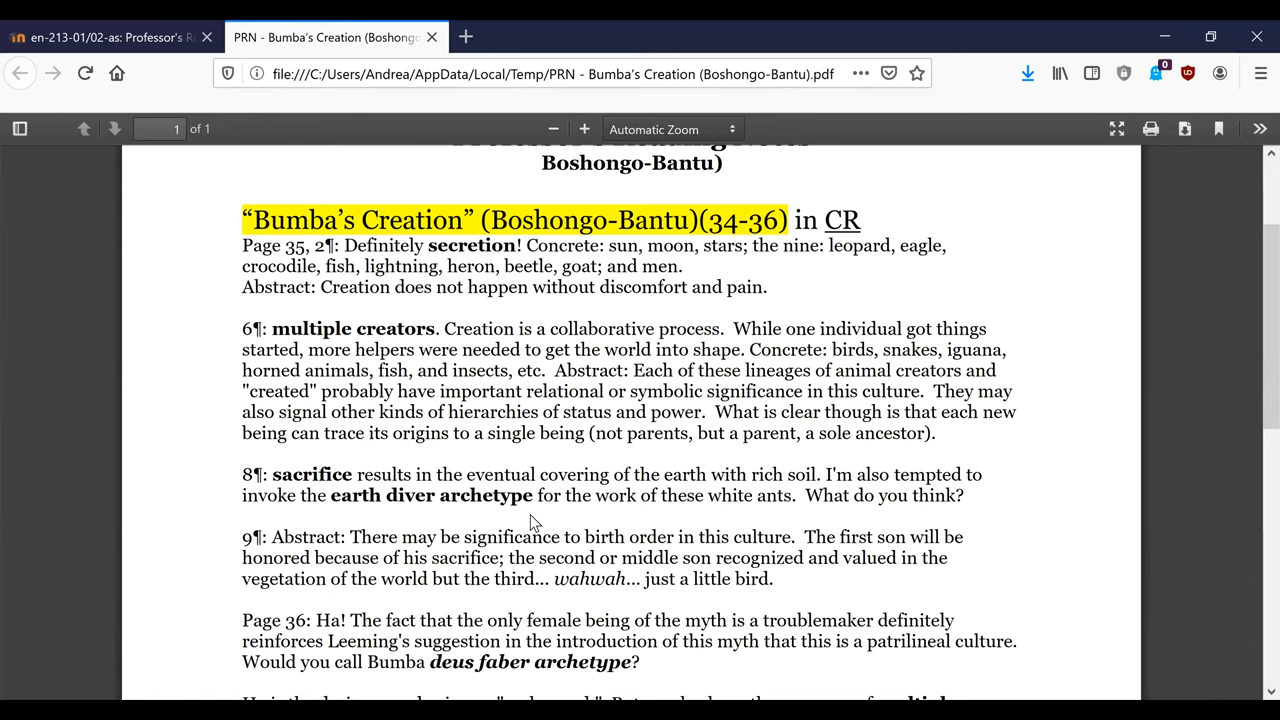 en-213-01/02-as: Professor's R
PRN - Bumba's Creation (Boshongo
file:///C:/Users/Andrea/AppData/Local/Temp/PRN - Bumba's Creation (Boshongo-Bantu).pdf
0
1 of 1
Automatic Zoom
Boshongo-Bantu)
“Bumba’s Creation” (Boshongo-Bantu)(34-36) in CR
Page 35, 2¶: Definitely secretion! Concrete: sun, moon, stars; the nine: leopard, eagle,
crocodile, fish, lightning, heron, beetle, goat; and men.
Abstract: Creation does not happen without discomfort and pain.
6¶: multiple creators. Creation is a collaborative process.  While one individual got things
started, more helpers were needed to get the world into shape. Concrete: birds, snakes, iguana,
horned animals, fish, and insects, etc.  Abstract: Each of these lineages of animal creators and
"created" probably have important relational or symbolic significance in this culture.  They may
also signal other kinds of hierarchies of status and power.  What is clear though is that each new
being can trace its origins to a single being (not parents, but a parent, a sole ancestor).
8¶: sacrifice results in the eventual covering of the earth with rich soil. I'm also tempted to
invoke the earth diver archetype for the work of these white ants.  What do you think?
9¶: Abstract: There may be significance to birth order in this culture.  The first son will be
honored because of his sacrifice; the second or middle son recognized and valued in the
vegetation of the world but the third... wahwah... just a little bird.
Page 36: Ha! The fact that the only female being of the myth is a troublemaker definitely
reinforces Leeming's suggestion in the introduction of this myth that this is a patrilineal culture.
Would you call Bumba deus faber archetype?